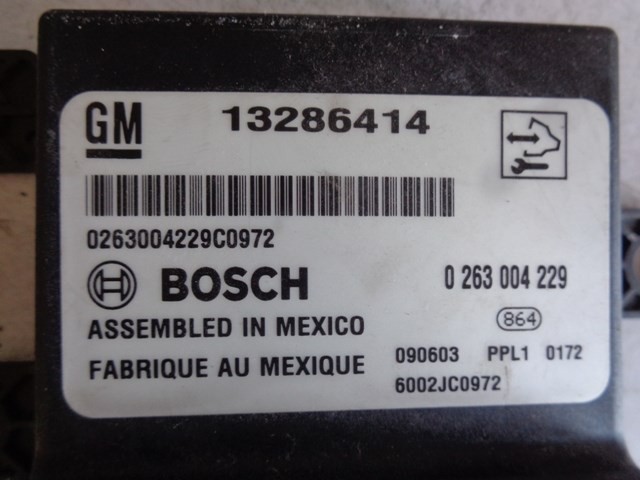 GM 13286414
0263004229C0972
BOSCH 0 263 004 229
ASSEMBLED IN MEXICO 864
FABRIQUE AU MEXIQUE 090603 PPL1 0172
6002JC0972